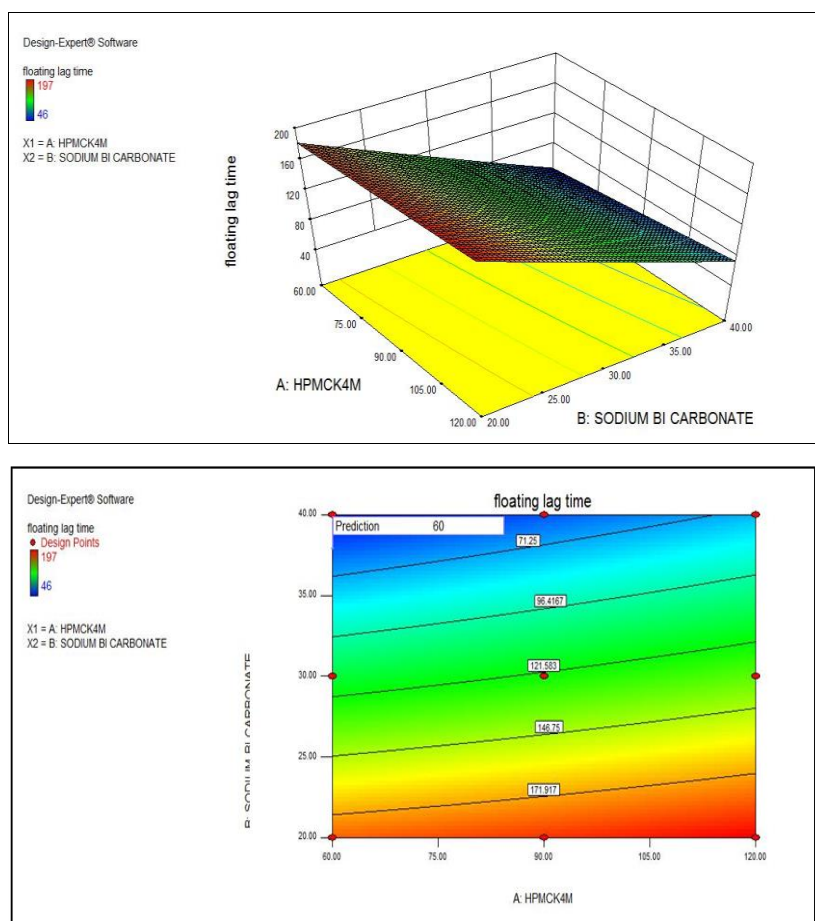 Design-Expert® Software
floating lag time
197
46
X1 = A: HPMCK4M
X2 = B: SODIUM BI CARBONATE
200
160
120
80
40
floating lag time
60.00
75.00
90.00
105.00
120.00
20.00
25.00
30.00
35.00
40.00
A: HPMCK4M
B: SODIUM BI CARBONATE
Design-Expert® Software
floating lag time
Design Points
197
46
X1 = A: HPMCK4M
X2 = B: SODIUM BI CARBONATE
floating lag time
40.00
35.00
30.00
25.00
20.00
B: SODIUM BI CARBONATE
Prediction 60
71.25
96.4167
121.583
146.75
171.917
60.00
75.00
90.00
105.00
120.00
A: HPMCK4M